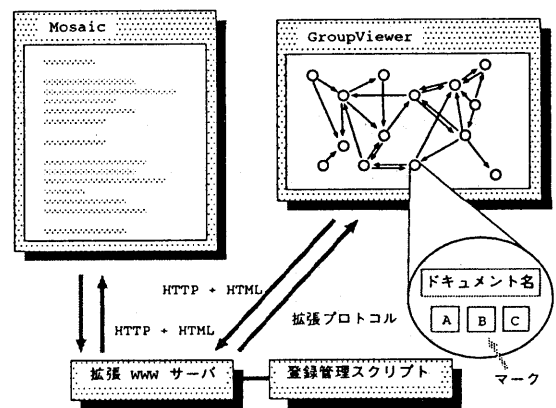 Mosaic
GroupViewer
HTTP + HTML
HTTP + HTML
拡張プロトコル
ドキュメント名
A B C
マーク
拡張 WWW サーバ
登録管理スクリプト